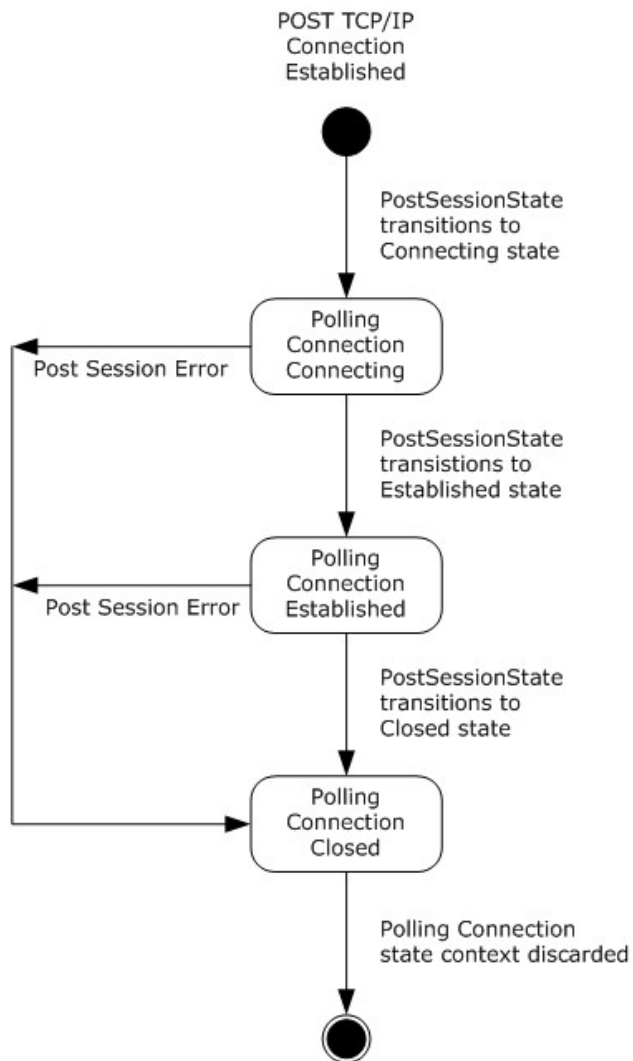 POST TCP/IP
Connection
Established
PostSessionState
transitions to
Connecting state
Polling
Connection
Connecting
Post Session Error
PostSessionState
transistions to
Established state
Polling
Connection
Established
Post Session Error
PostSessionState
transitions to
Closed state
Polling
Connection
Closed
Polling Connection
state context discarded